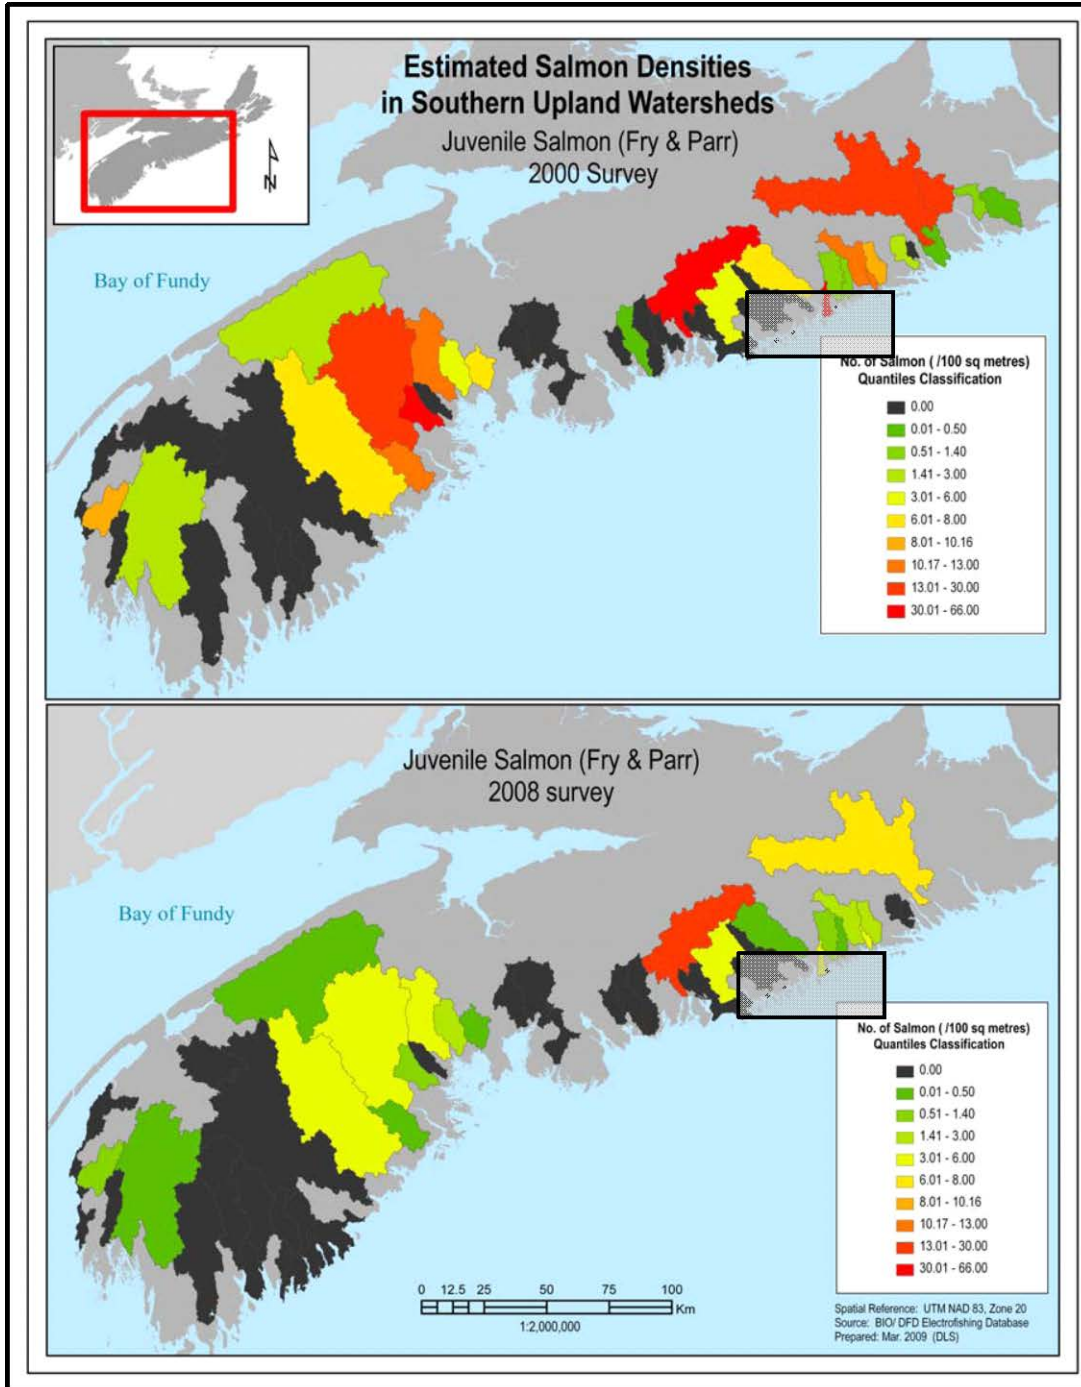 Estimated Salmon Densities
in Southern Upland Watersheds
Juvenile Salmon (Fry & Parr)
2000 Survey
N
Bay of Fundy
No. of Salmon ( /100 sq metres)
Quantiles Classification
0.00
0.01 - 0.50
0.51 - 1.40
1.41 - 3.00
3.01 - 6.00
6.01 - 8.00
8.01 - 10.16
10.17 - 13.00
13.01 - 30.00
30.01 - 66.00
Juvenile Salmon (Fry & Parr)
2008 survey
Bay of Fundy
No. of Salmon ( /100 sq metres)
Quantiles Classification
0.00
0.01 - 0.50
0.51 - 1.40
1.41 - 3.00
3.01 - 6.00
6.01 - 8.00
8.01 - 10.16
10.17 - 13.00
13.01 - 30.00
30.01 - 66.00
0 12.5 25 50 75 100
Km
1:2,000,000
Spatial Reference: UTM NAD 83, Zone 20
Source: BIO/ DFD Electrofishing Database
Prepared: Mar. 2009 (DLS)